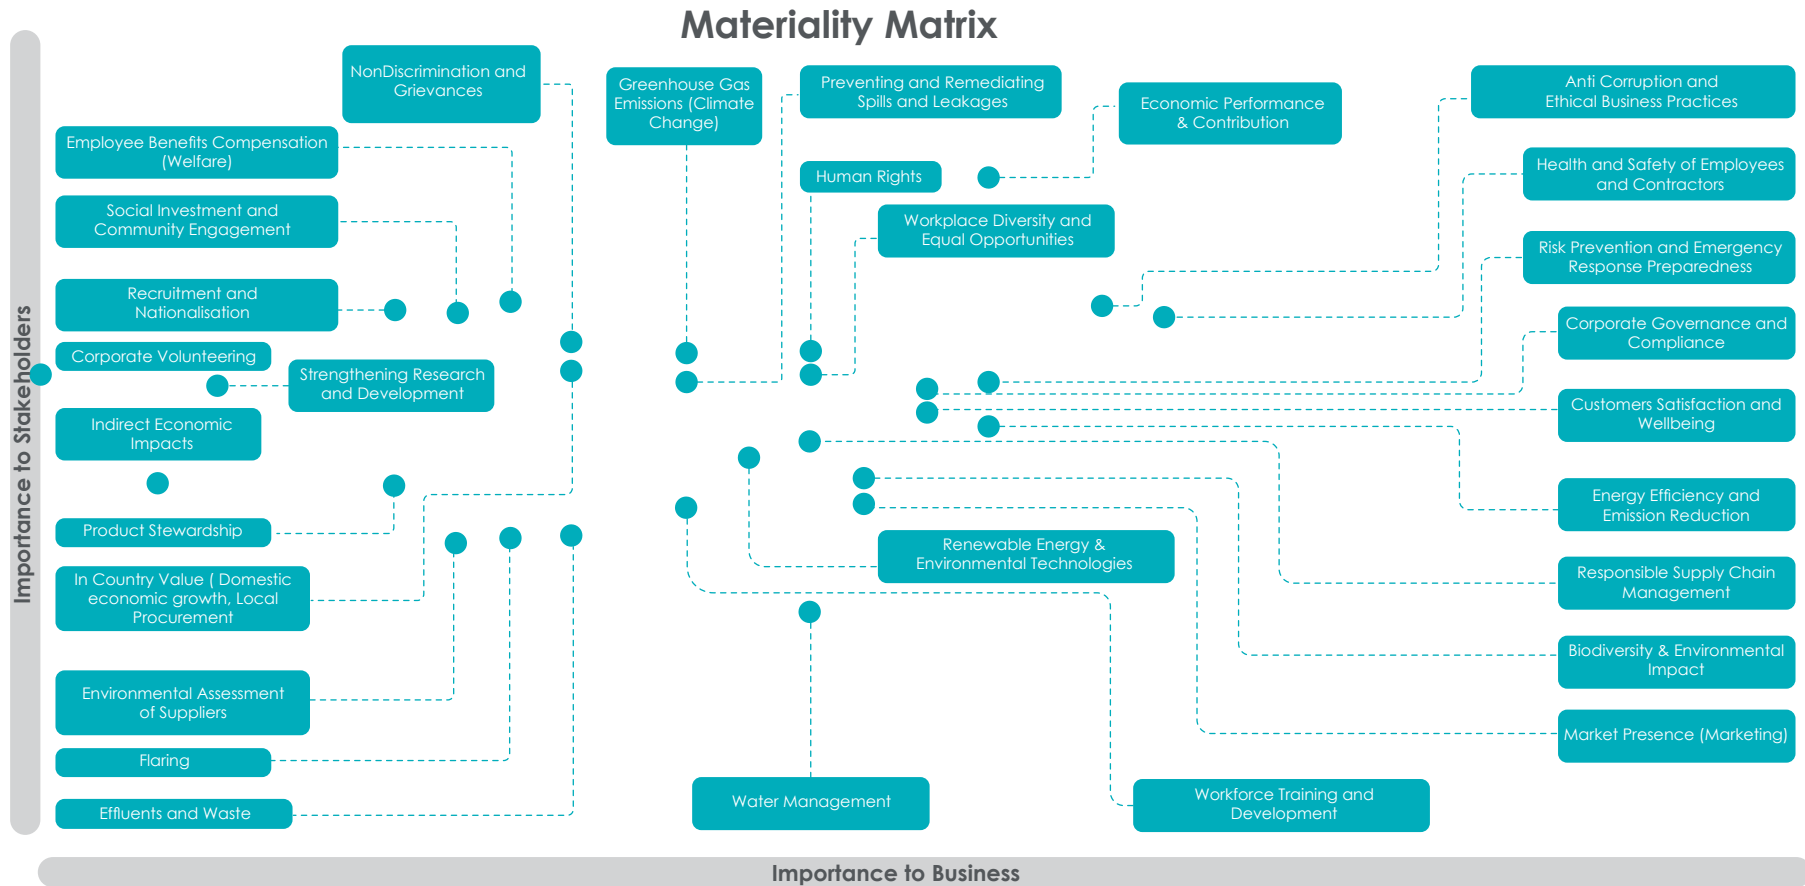 Materiality Matrix
Importance to Stakeholders
NonDiscrimination and
Grievances
Employee Benefits Compensation
(Welfare)
Social Investment and
Community Engagement
Recruitment and
Nationalisation
Corporate Volunteering
Strengthening Research
and Development
Indirect Economic
Impacts
Product Stewardship
In Country Value ( Domestic
economic growth, Local
Procurement
Environmental Assessment
of Suppliers
Flaring
Effluents and Waste
Greenhouse Gas
Emissions (Climate
Change)
Preventing and Remediating
Spills and Leakages
Human Rights
Workplace Diversity and
Equal Opportunities
Economic Performance
& Contribution
Renewable Energy &
Environmental Technologies
Water Management
Workforce Training and
Development
Anti Corruption and
Ethical Business Practices
Health and Safety of Employees
and Contractors
Risk Prevention and Emergency
Response Preparedness
Corporate Governance and
Compliance
Customers Satisfaction and
Wellbeing
Energy Efficiency and
Emission Reduction
Responsible Supply Chain
Management
Biodiversity & Environmental
Impact
Market Presence (Marketing)
Importance to Business